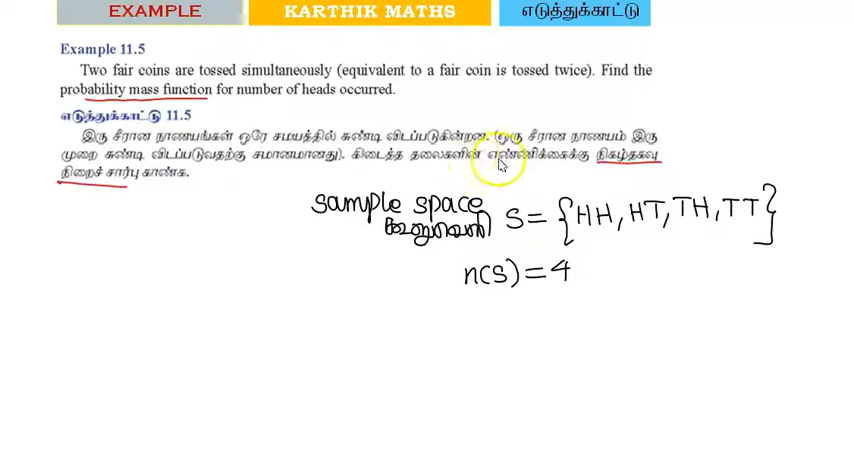 EXAMPLE KARTHIK MATHS எடுத்துக்காட்டு
Example 11.5
Two fair coins are tossed simultaneously (equivalent to a fair coin is tossed twice). Find the
probability mass function for number of heads occurred.
எடுத்துக்காட்டு 11.5
இரு சீரான நாணயங்கள் ஒரே சமயத்தில் சுண்டி விடப்படுகின்றன. (ஒரு சீரான நாணயம் இரு
முறை சுண்டி விடப்படுவதற்கு சமானமானது). கிடைத்த தலைகளின் எண்ணிக்கைக்கு நிகழ்தகவு
நிறைச் சார்பு காண்க.
Sample space
கூறுவெளி S = {HH, HT, TH, TT}
n(S) = 4